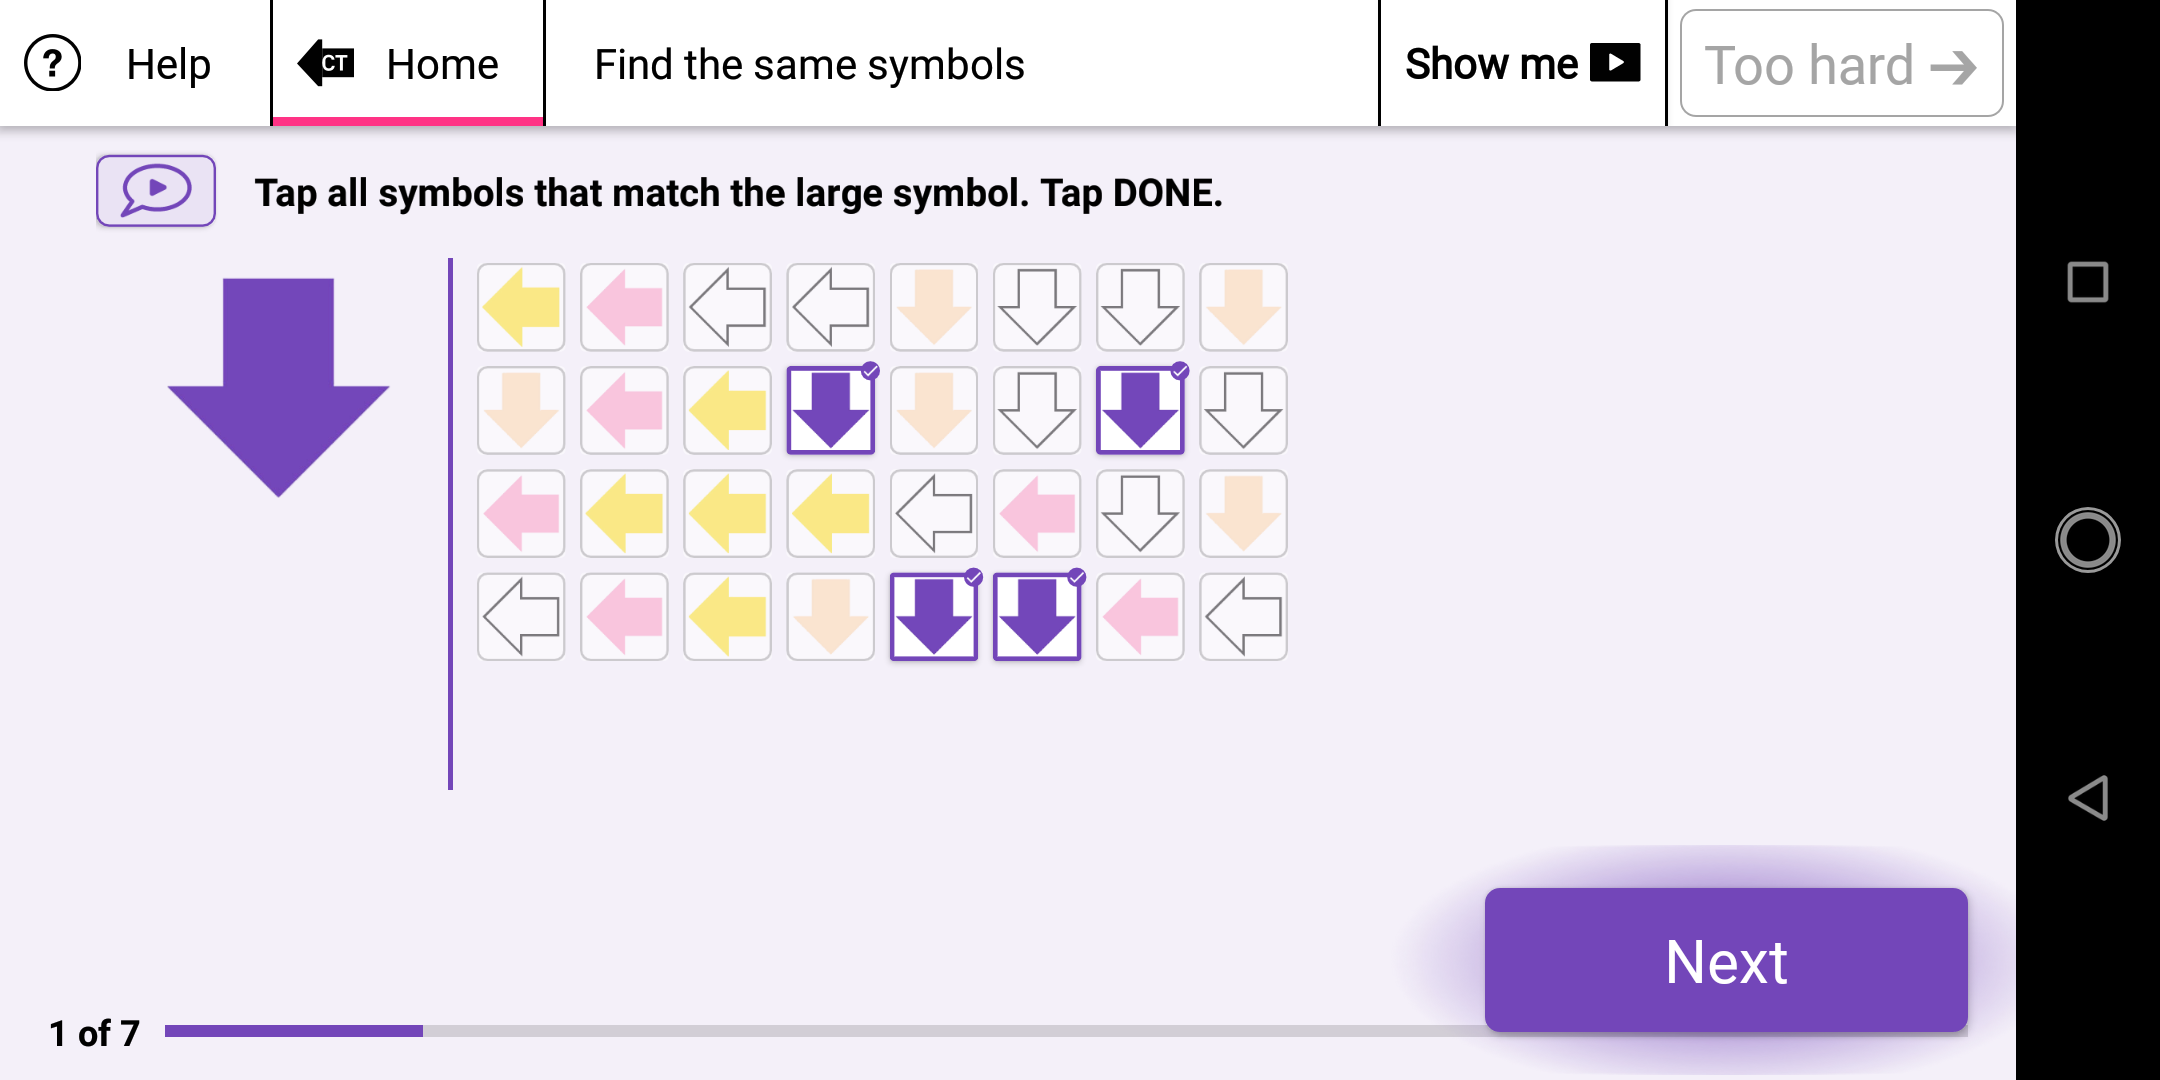 ? Help
CT Home
Find the same symbols
Show me
Too hard
Tap all symbols that match the large symbol. Tap DONE.
Next
1 of 7